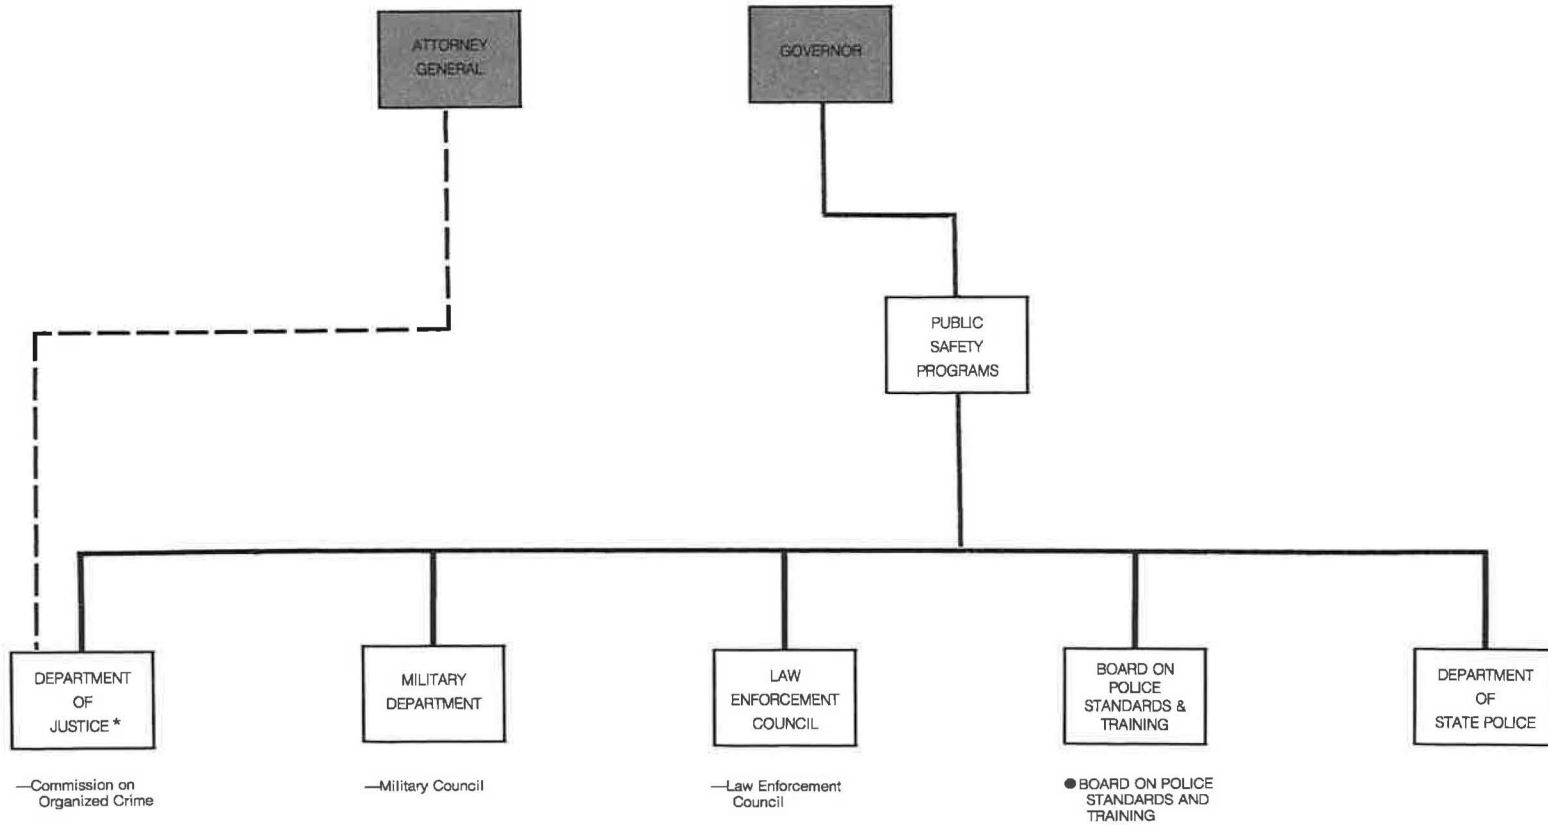 ATTORNEY
GENERAL
GOVERNOR
PUBLIC
SAFETY
PROGRAMS
DEPARTMENT
OF
JUSTICE *
MILITARY
DEPARTMENT
LAW
ENFORCEMENT
COUNCIL
BOARD ON
POLICE
STANDARDS &
TRAINING
DEPARTMENT
OF
STATE POLICE
—Commission on
Organized Crime
—Military Council
—Law Enforcement
Council
● BOARD ON POLICE
STANDARDS AND
TRAINING